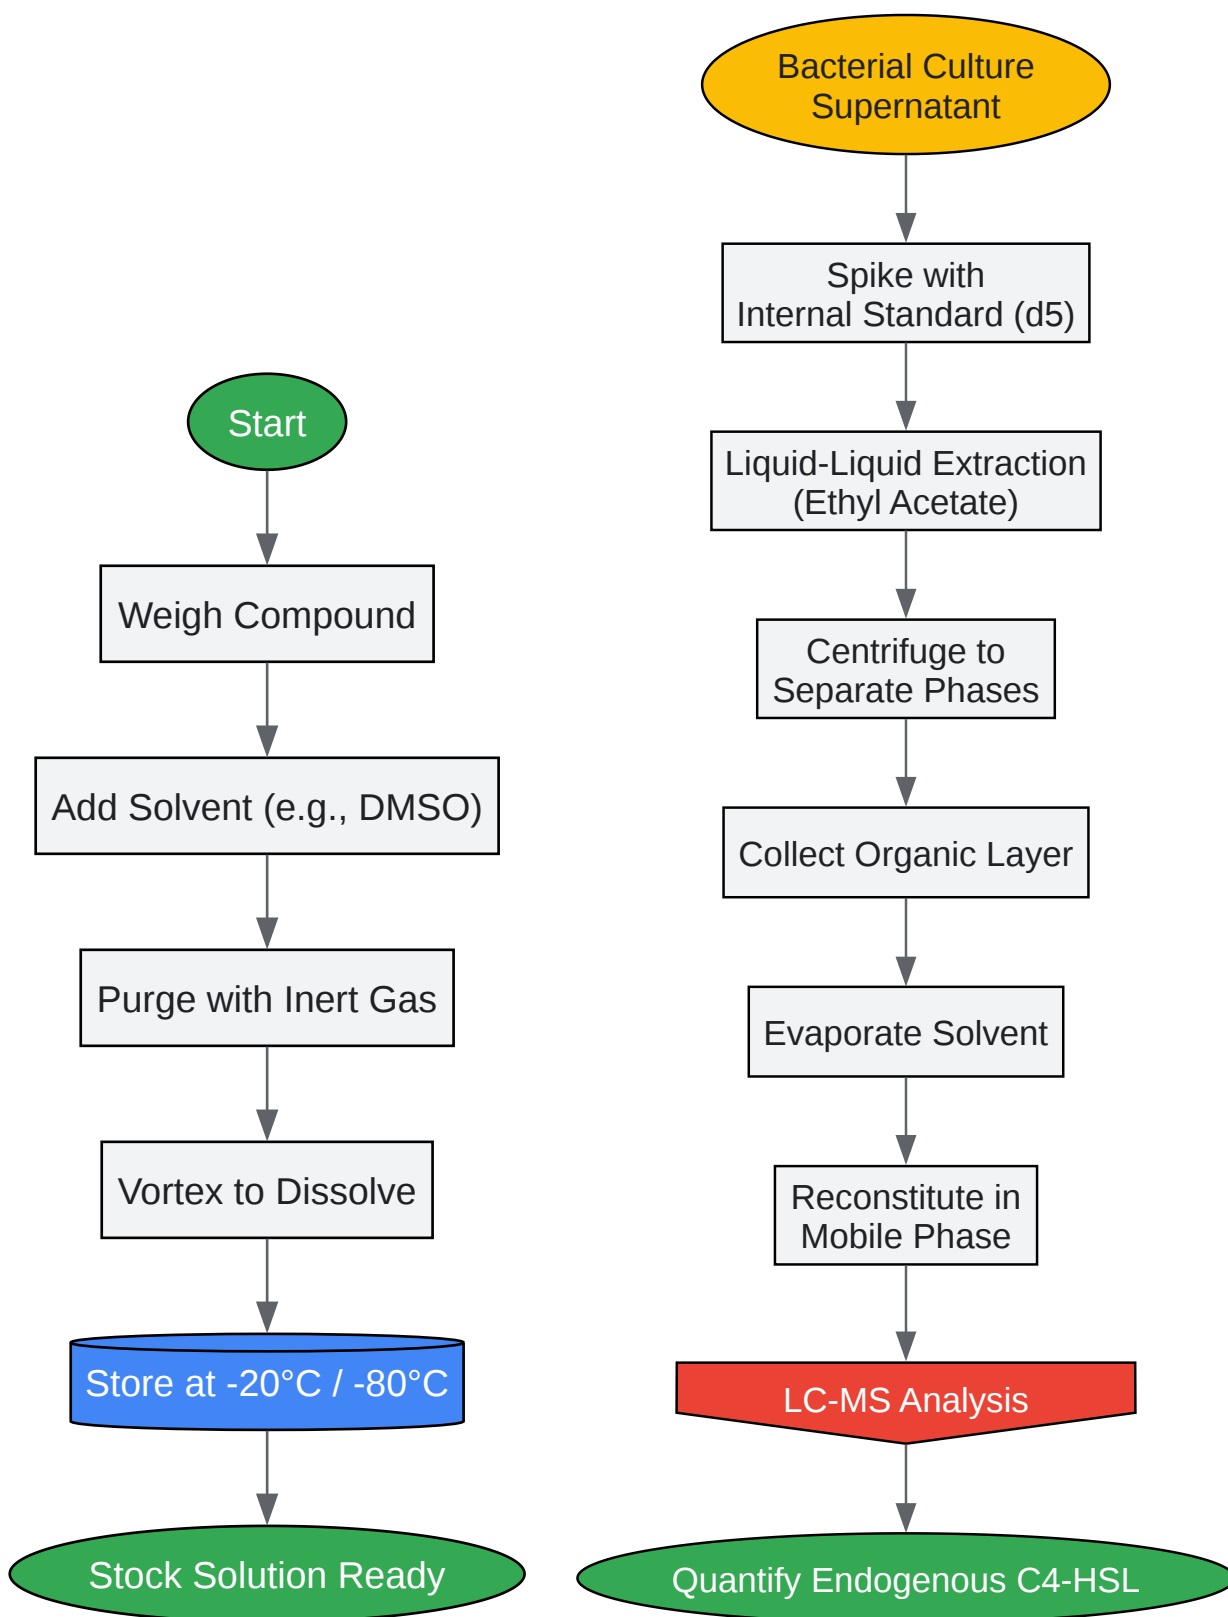 Start
Weigh Compound
Add Solvent (e.g., DMSO)
Purge with Inert Gas
Vortex to Dissolve
Store at -20°C / -80°C
Stock Solution Ready
Bacterial Culture
Supernatant
Spike with
Internal Standard (d5)
Liquid-Liquid Extraction
(Ethyl Acetate)
Centrifuge to
Separate Phases
Collect Organic Layer
Evaporate Solvent
Reconstitute in
Mobile Phase
LC-MS Analysis
Quantify Endogenous C4-HSL